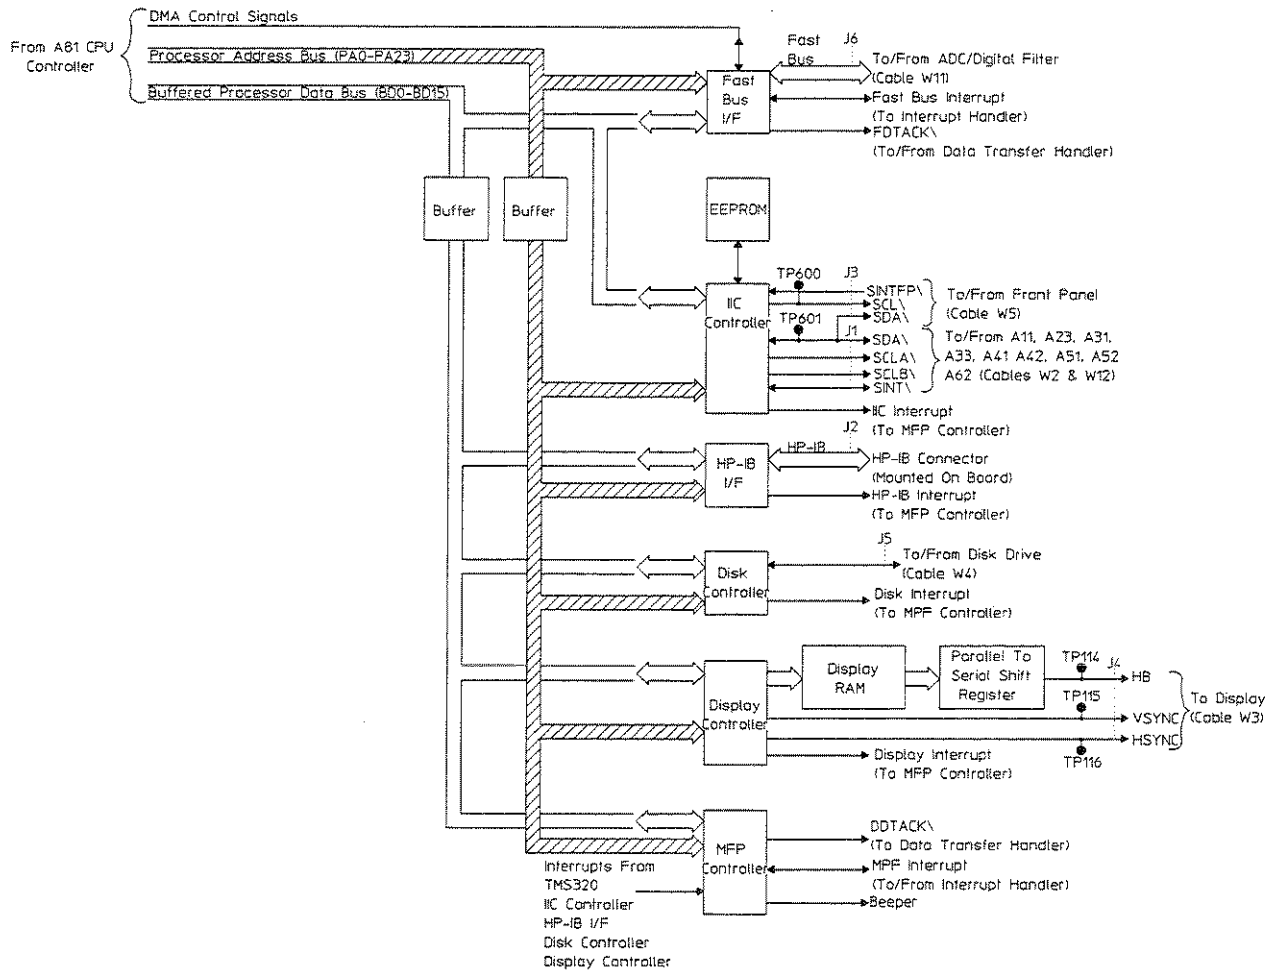 DMA Control Signals
From A81 CPU
Controller
Processor Address Bus (PA0-PA23)
Buffered Processor Data Bus (BD0-BD15)
Fast
Bus
J6
To/From ADC/Digital Filter
(Cable W11)
Fast Bus Interrupt
(To Interrupt Handler)
FDTACK\
(To/From Data Transfer Handler)
Fast
Bus
I/F
Buffer
Buffer
EEPROM
IIC
Controller
TP600
TP601
J3
J1
SINTFP\
SCL\
SDA\
To/From Front Panel
(Cable W5)
SDA\
SCLA\
SCLB\
SINT\
To/From A11, A23, A31,
A33, A41 A42, A51, A52
A62 (Cables W2 & W12)
IIC Interrupt
(To MFP Controller)
HP-IB
I/F
HP-IB
J2
HP-IB Connector
(Mounted On Board)
HP-IB Interrupt
(To MFP Controller)
Disk
Controller
J5
To/From Disk Drive
(Cable W4)
Disk Interrupt
(To MPF Controller)
Display
Controller
Display
RAM
Parallel To
Serial Shift
Register
TP114
J4
HB
TP115
VSYNC
HSYNC
TP116
To Display
(Cable W3)
Display Interrupt
(To MFP Controller)
MFP
Controller
DDTACK\
(To Data Transfer Handler)
MPF Interrupt
(To/From Interrupt Handler)
Beeper
Interrupts From
TMS320
IIC Controller
HP-IB I/F
Disk Controller
Display Controller